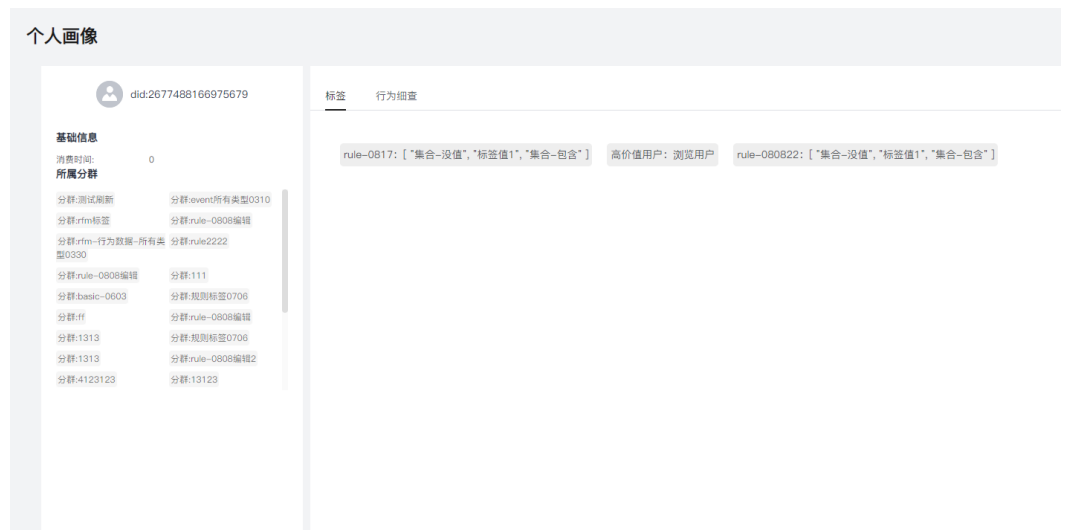 个人画像
did:2677488166975679
基础信息
消费时间: 0
所属分群
分群:测试刷新 分群:event所有类型0310
分群:rfm标签 分群:rule-0808编辑
分群:rfm-行为数据-所有类型0330 分群:rule2222
分群:rule-0808编辑 分群:111
分群:basic-0603 分群:规则标签0706
分群:ff 分群:rule-0808编辑
分群:1313 分群:规则标签0706
分群:1313 分群:rule-0808编辑2
分群:4123123 分群:13123
标签 行为细查
rule-0817: [ "集合-没值", "标签值1", "集合-包含" ] 高价值用户: 浏览用户 rule-080822: [ "集合-没值", "标签值1", "集合-包含" ]